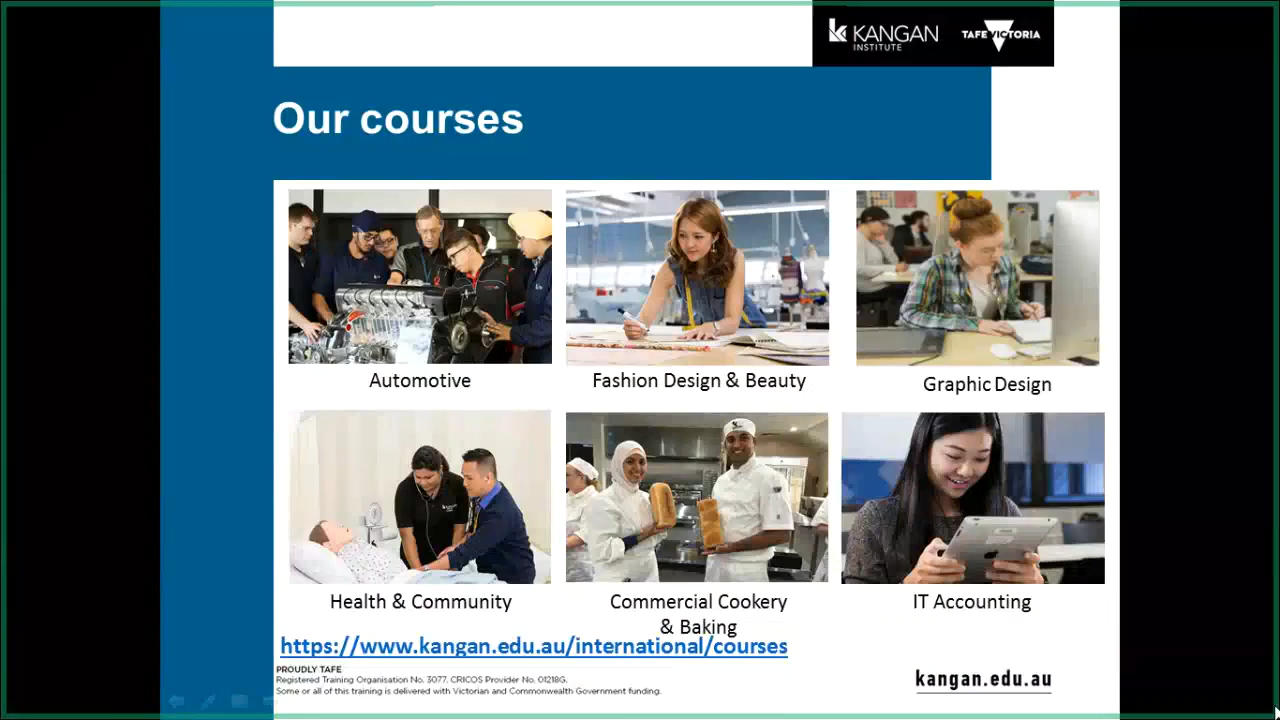 KANGAN
INSTITUTE
TAFE VICTORIA
Our courses
Automotive
Fashion Design & Beauty
Graphic Design
Health & Community
Commercial Cookery
& Baking
IT Accounting
https://www.kangan.edu.au/international/courses
PROUDLY TAFE
Registered Training Organisation No. 3077. CRICOS Provider No. 01218G.
Some or all of this training is delivered with Victorian and Commonwealth Government funding.
kangan.edu.au